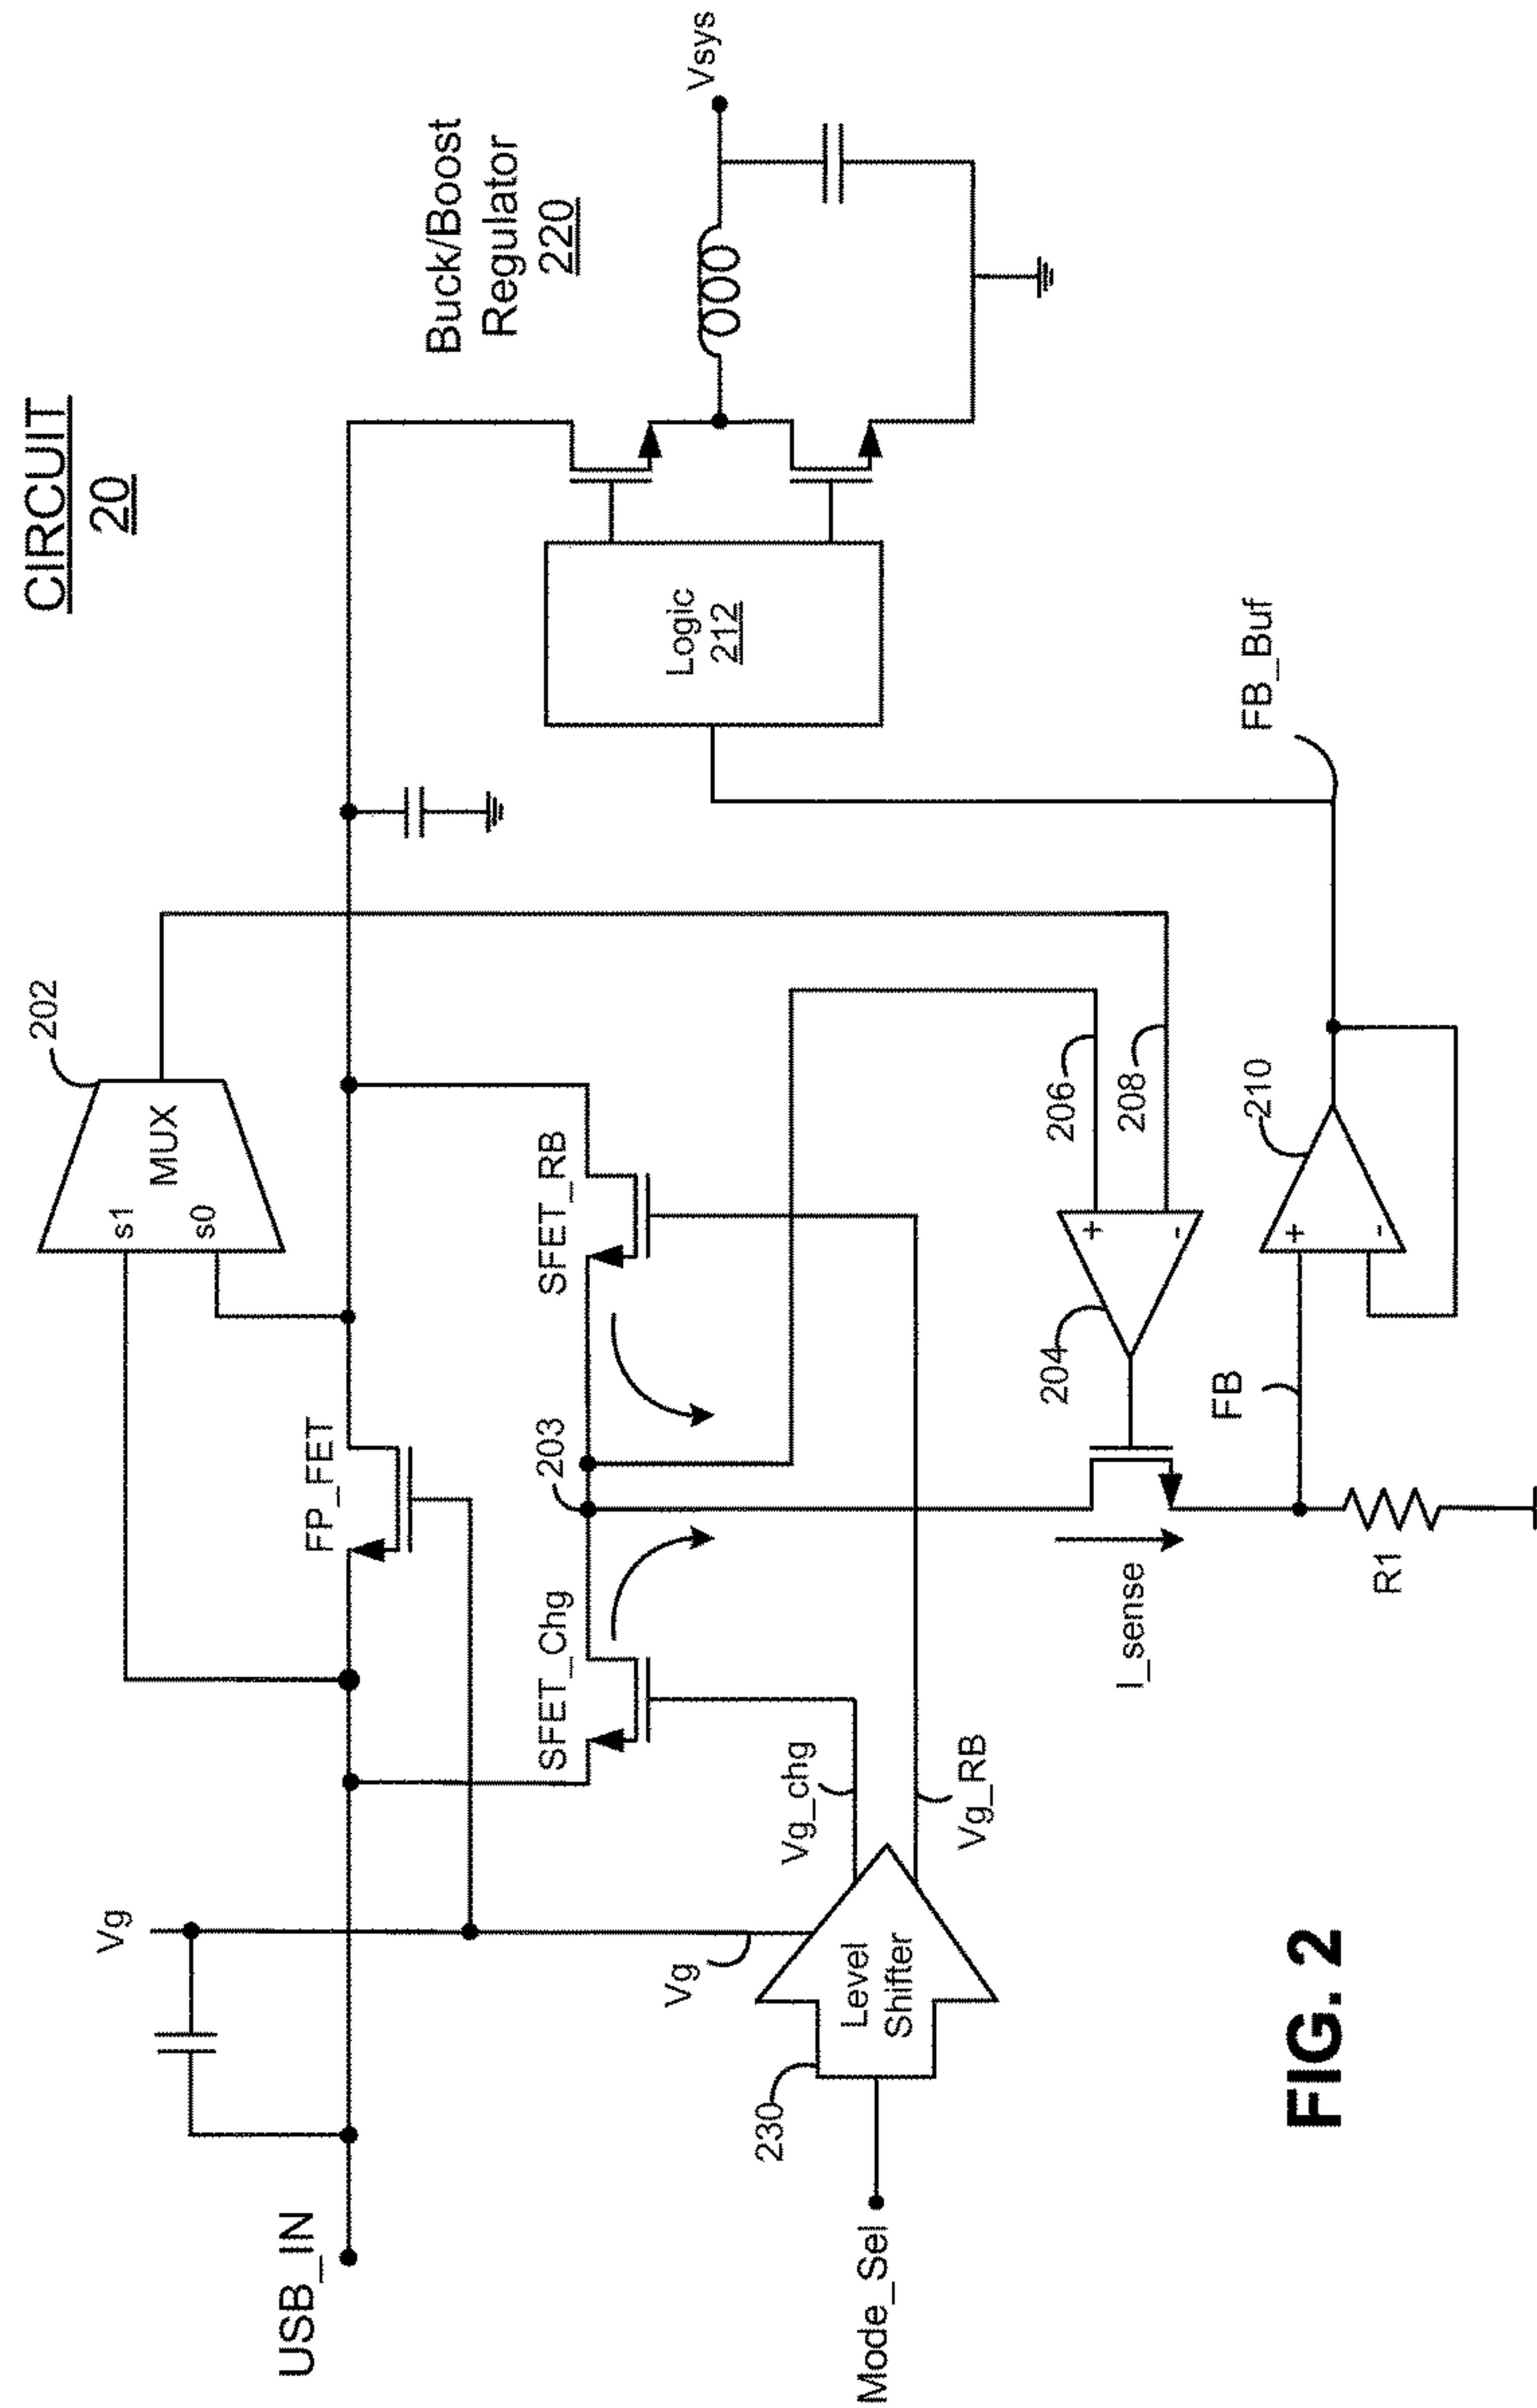 CIRCUIT
20
202
MUX
s1
s0
Vg
USB_IN
FP_FET
Buck/Boost
Regulator
220
Vsys
SFET_Chg
203
SFET_RB
Logic
212
Vg
Vg_chg
Vg_RB
230
Level
Shifter
Mode_Sel
206
208
204
+
-
I_sense
FB
210
+
-
FB_Buf
R1
FIG. 2